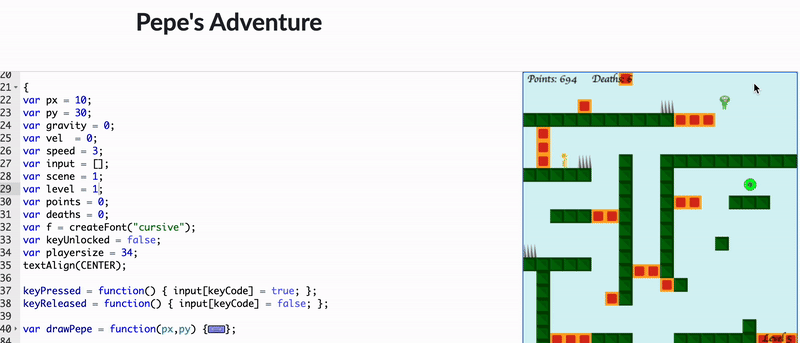 Pepe's Adventure
20
21 {
22 var px = 10;
23 var py = 30;
24 var gravity = 0;
25 var vel  = 0;
26 var speed = 3;
27 var input = [];
28 var scene = 1;
29 var level = 1;
30 var points = 0;
31 var deaths = 0;
32 var f = createFont("cursive");
33 var keyUnlocked = false;
34 var playersize = 34;
35 textAlign(CENTER);
36
37 keyPressed = function() { input[keyCode] = true; };
38 keyReleased = function() { input[keyCode] = false; };
39
40 var drawPepe = function(px,py) {};
84
Points: 694 Deaths: 6
Level 5